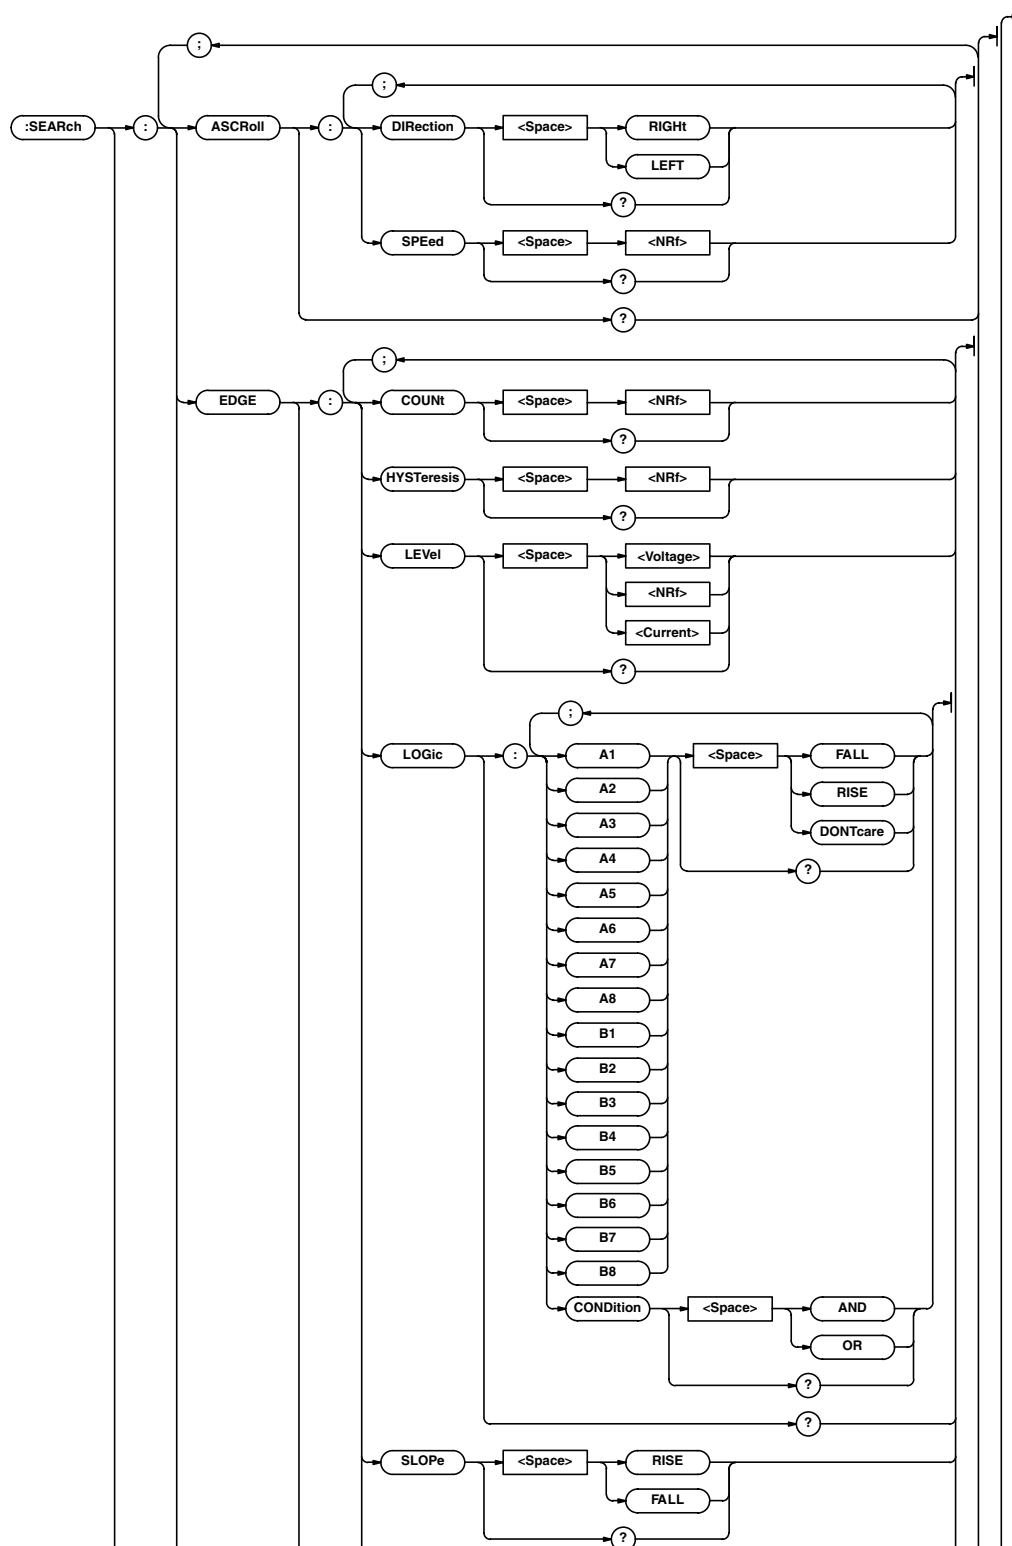 ;
;
:SEARch : ASCRoll : DIRection <Space> RIGHt
LEFT
?
SPEed <Space> <NRf>
?
?
;
EDGE : COUNt <Space> <NRf>
?
HYSTeresis <Space> <NRf>
?
LEVel <Space> <Voltage>
<NRf>
<Current>
?
;
LOGic : A1 <Space> FALL
A2 RISE
A3 DONTcare
A4 ?
A5
A6
A7
A8
B1
B2
B3
B4
B5
B6
B7
B8
CONDition <Space> AND
OR
?
?
SLOPe <Space> RISE
FALL
?